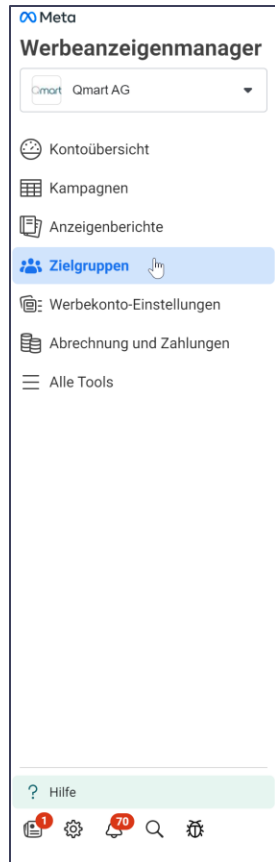 Meta
Werbeanzeigenmanager
Qmart Qmart AG
Kontoübersicht
Kampagnen
Anzeigenberichte
Zielgruppen
Werbekonto-Einstellungen
Abrechnung und Zahlungen
Alle Tools
? Hilfe
1 70